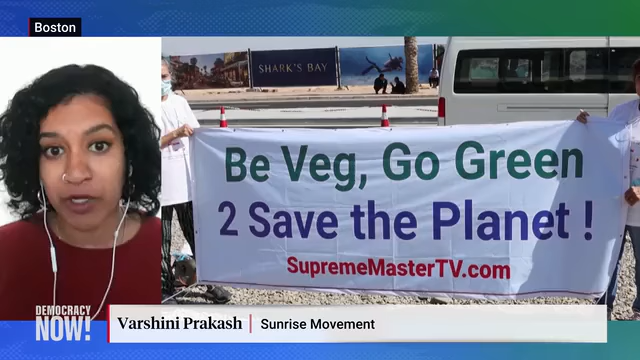 Boston
SHARK'S BAY
Be Veg, Go Green
2 Save the Planet !
SupremeMasterTV.com
DEMOCRACY
NOW!
Varshini Prakash | Sunrise Movement